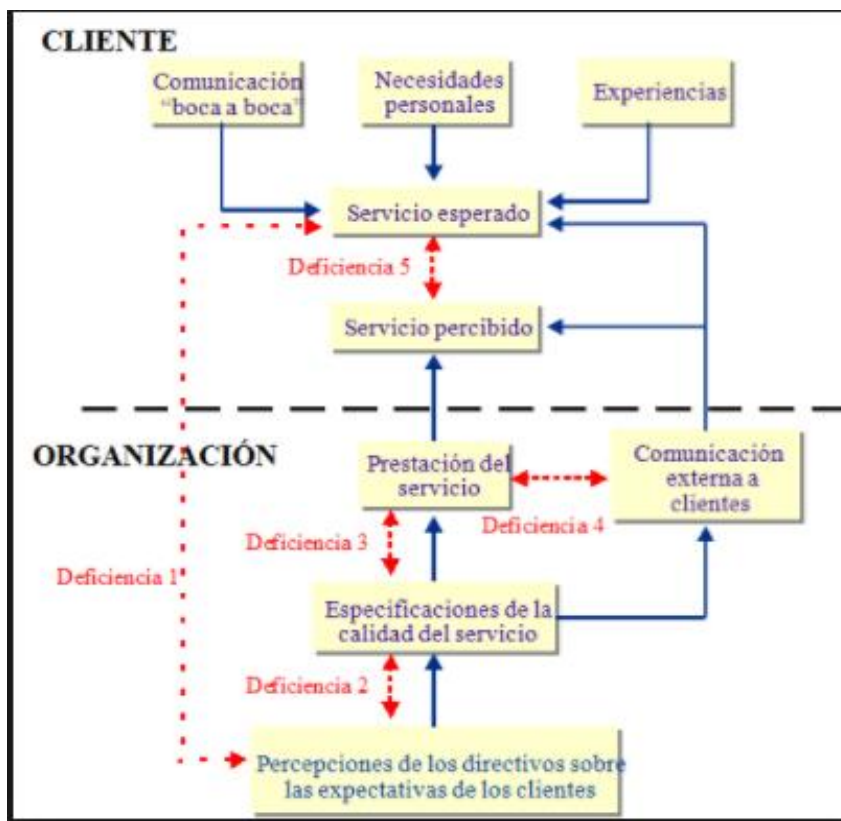 CLIENTE
Comunicación
“boca a boca”
Necesidades
personales
Experiencias
Servicio esperado
Deficiencia 5
Servicio percibido
ORGANIZACIÓN
Prestación del
servicio
Comunicación
externa a
clientes
Deficiencia 4
Deficiencia 3
Deficiencia 1
Especificaciones de la
calidad del servicio
Deficiencia 2
Percepciones de los directivos sobre
las expectativas de los clientes